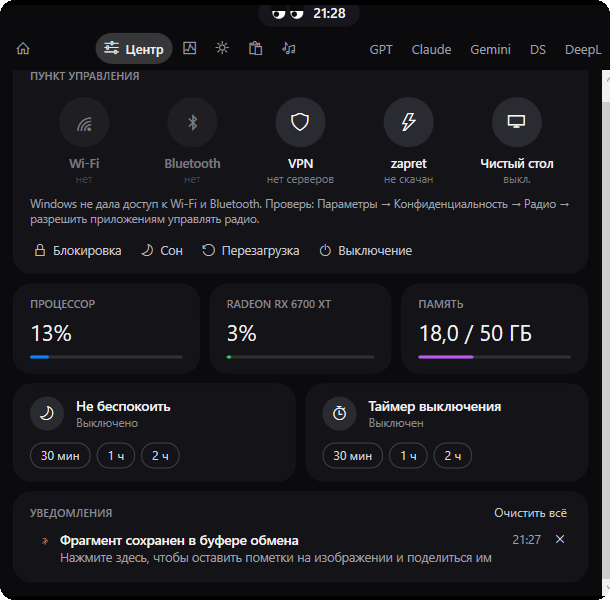 21:28
Центр
GPT Claude Gemini DS DeepL
ПУНКТ УПРАВЛЕНИЯ
Wi-Fi Bluetooth VPN zapret Чистый стол
нет нет нет серверов не скачан выкл.
Windows не дала доступ к Wi-Fi и Bluetooth. Проверь: Параметры → Конфиденциальность → Радио →
разрешить приложениям управлять радио.
Блокировка Сон Перезагрузка Выключение
ПРОЦЕССОР RADEON RX 6700 XT ПАМЯТЬ
13% 3% 18,0 / 50 ГБ
Не беспокоить Таймер выключения
Выключено Выключен
30 мин 1 ч 2 ч 30 мин 1 ч 2 ч
УВЕДОМЛЕНИЯ Очистить всё
Фрагмент сохранен в буфере обмена 21:27
Нажмите здесь, чтобы оставить пометки на изображении и поделиться им